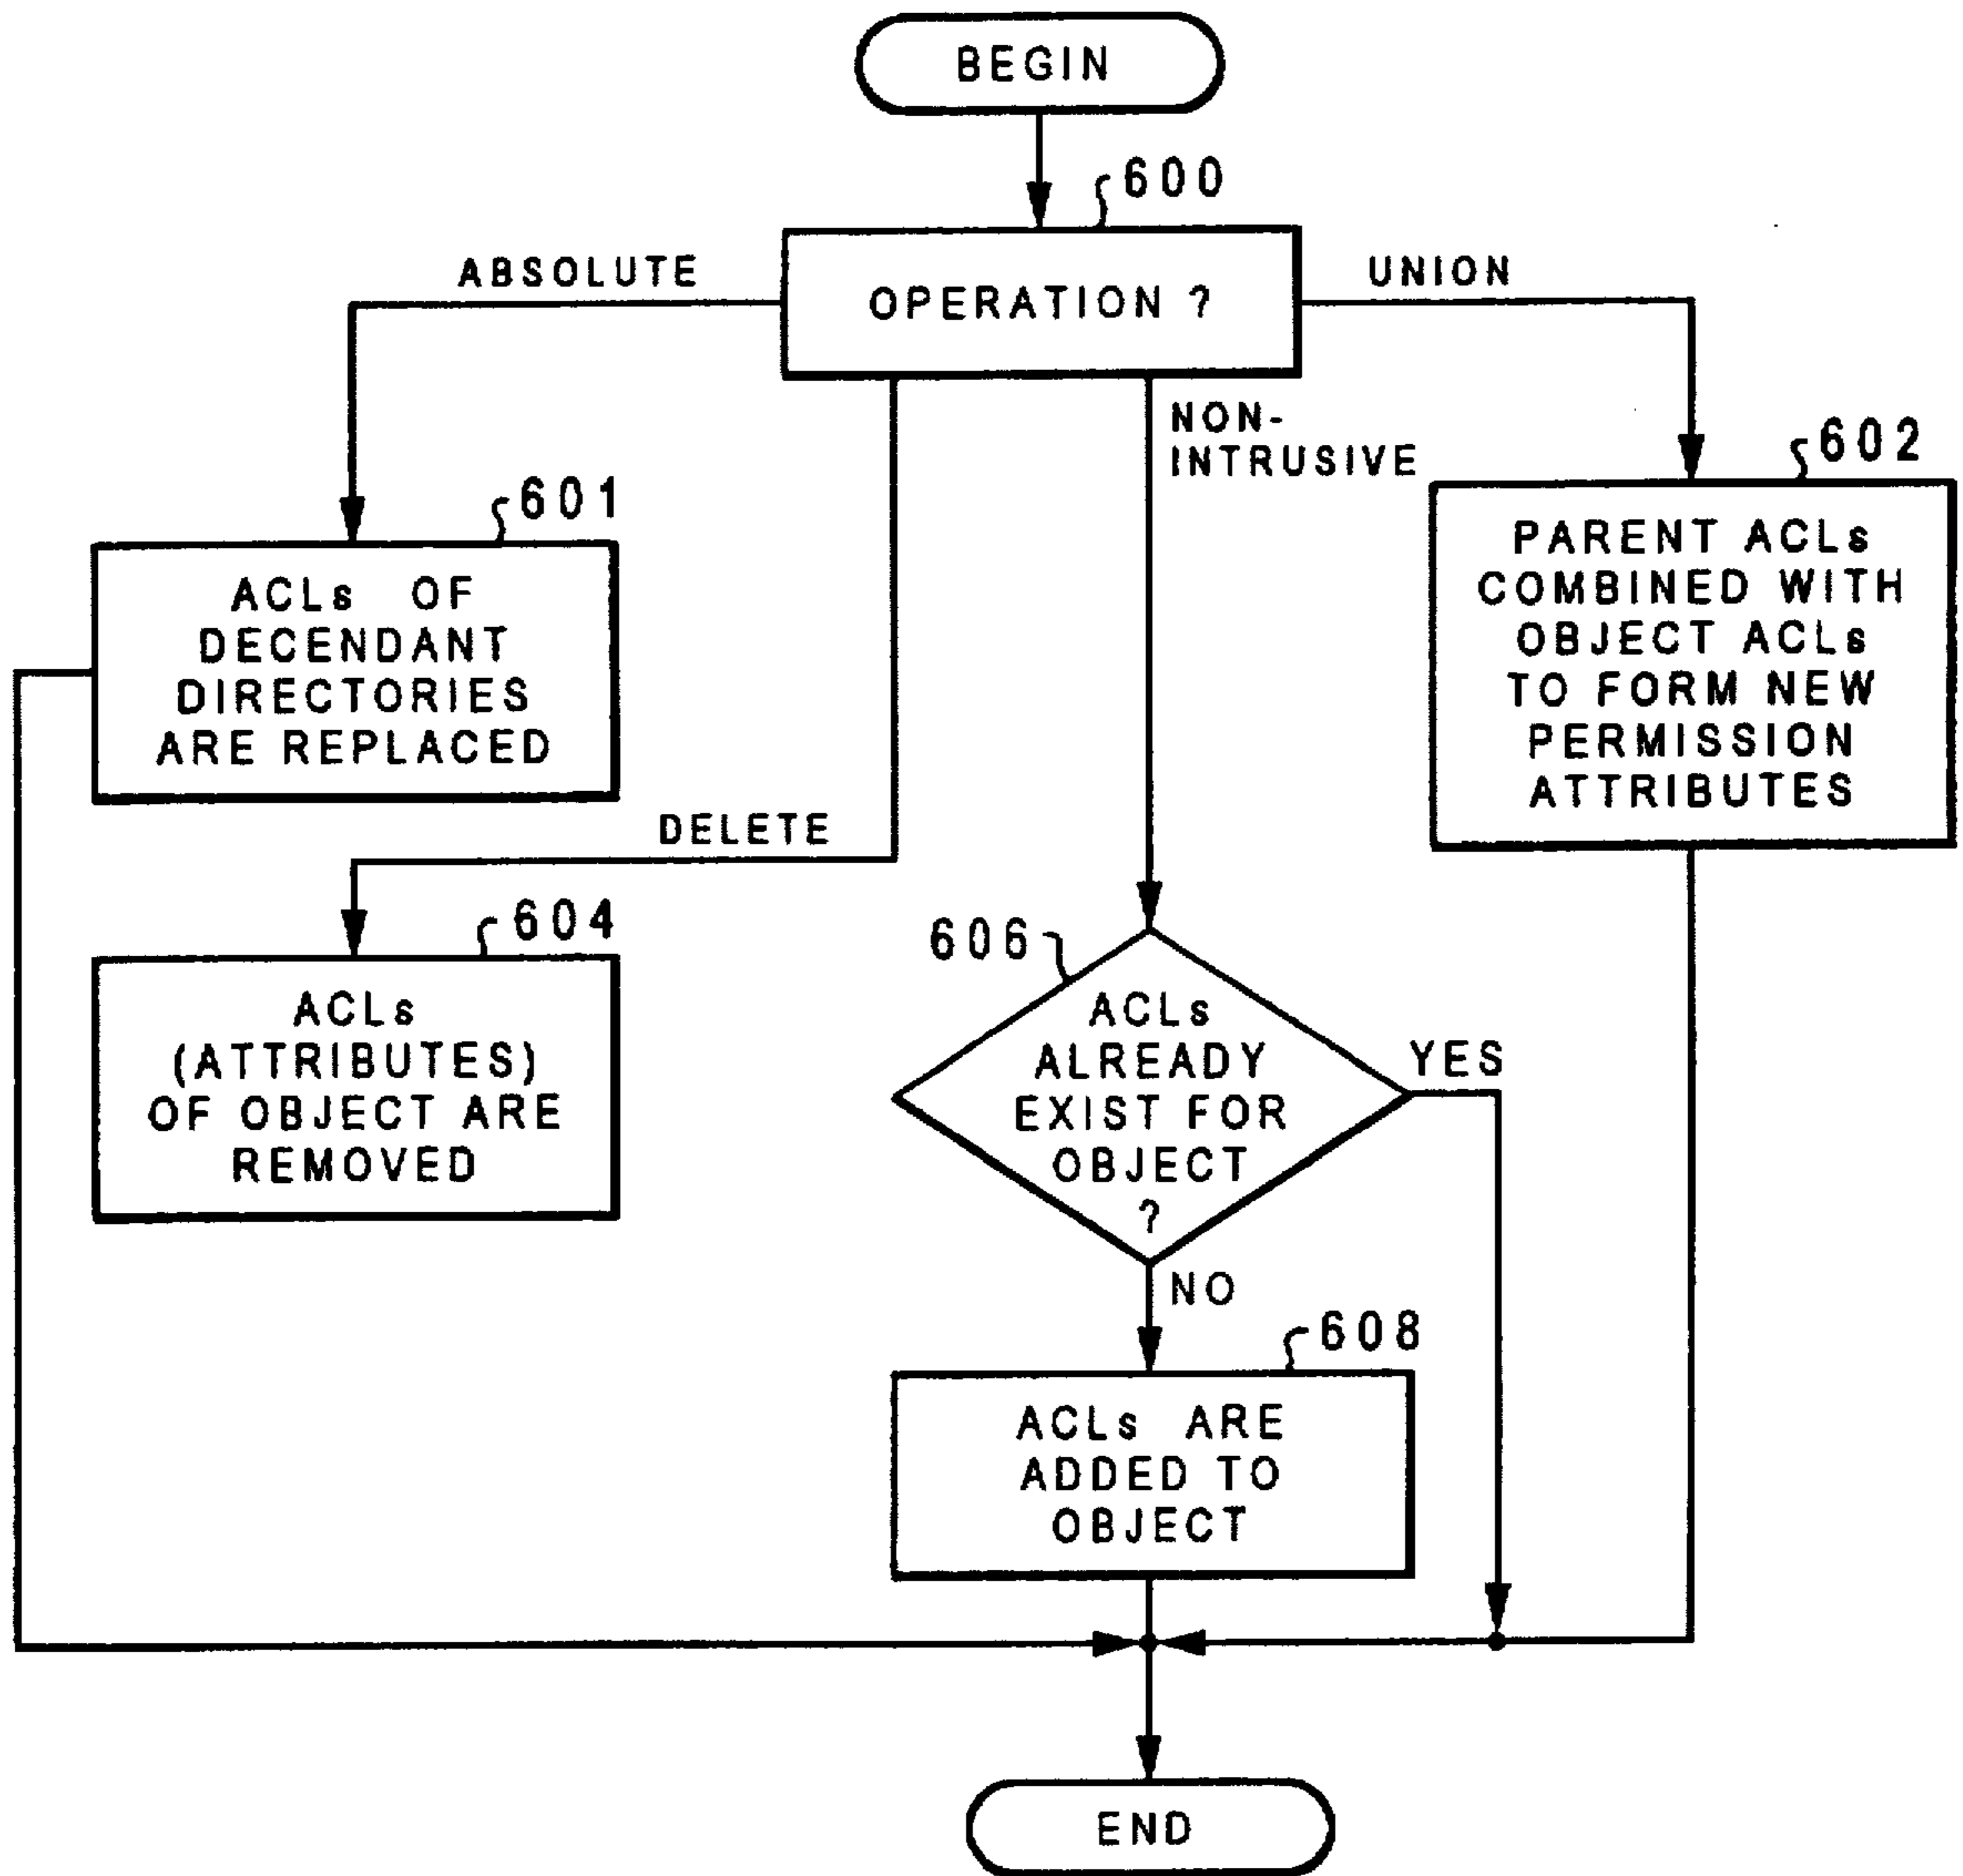 BEGIN
600
OPERATION ?
ABSOLUTE
UNION
NON-
INTRUSIVE
602
PARENT ACLs
COMBINED WITH
OBJECT ACLs
TO FORM NEW
PERMISSION
ATTRIBUTES
601
ACLs OF
DECENDANT
DIRECTORIES
ARE REPLACED
DELETE
604
ACLs
(ATTRIBUTES)
OF OBJECT ARE
REMOVED
606
ACLs
ALREADY
EXIST FOR
OBJECT
?
YES
NO
608
ACLs ARE
ADDED TO
OBJECT
END